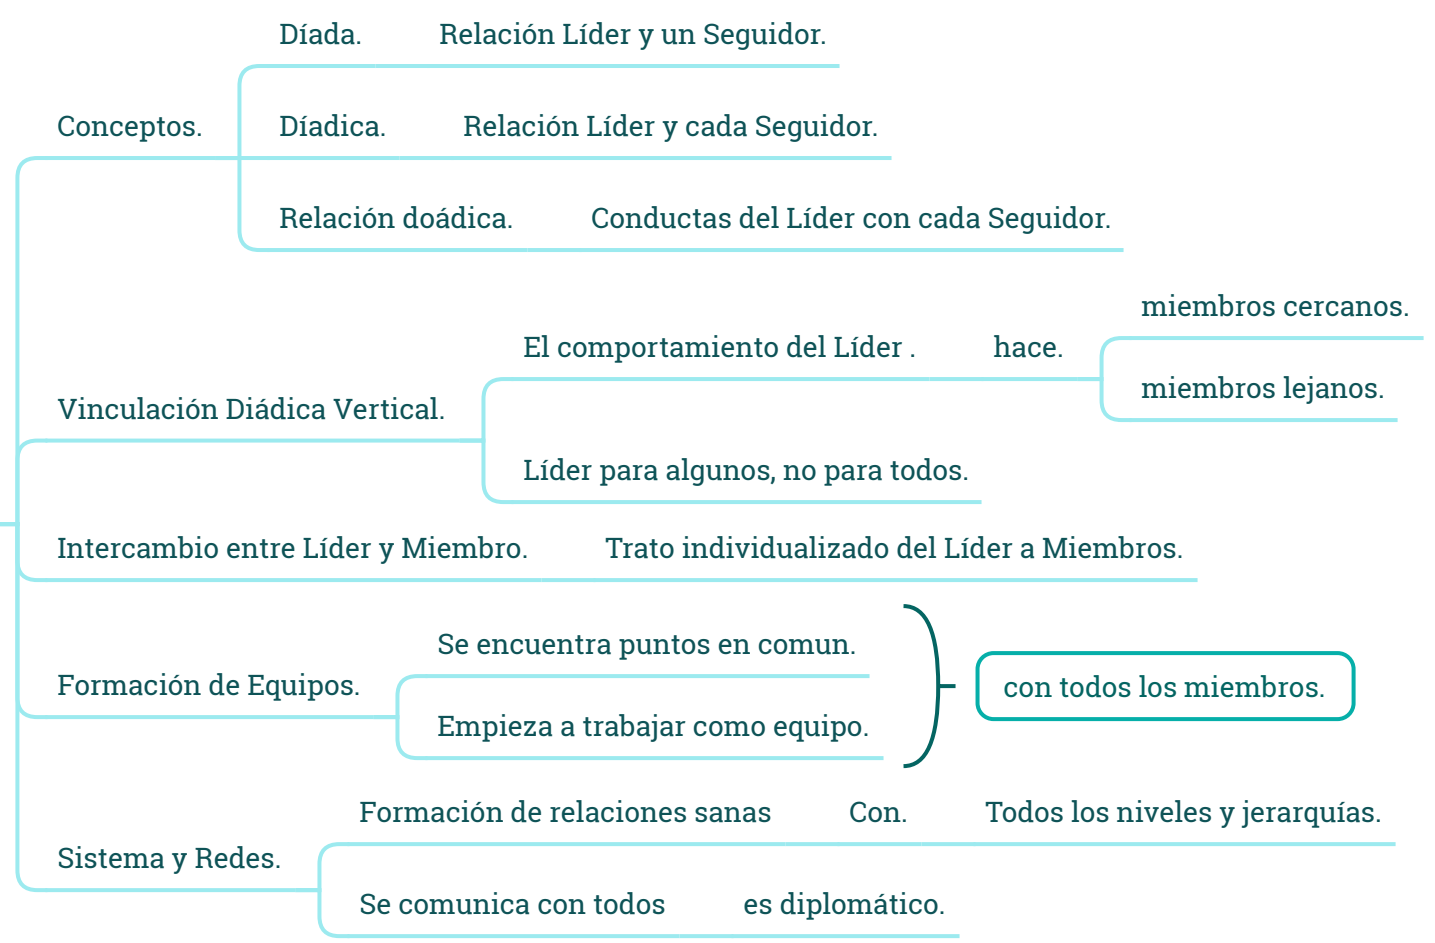 Conceptos.
Díada.
Relación Líder y un Seguidor.
Díadica.
Relación Líder y cada Seguidor.
Relación doádica.
Conductas del Líder con cada Seguidor.
Vinculación Diádica Vertical.
El comportamiento del Líder .
hace.
miembros cercanos.
miembros lejanos.
Líder para algunos, no para todos.
Intercambio entre Líder y Miembro.
Trato individualizado del Líder a Miembros.
Formación de Equipos.
Se encuentra puntos en comun.
Empieza a trabajar como equipo.
con todos los miembros.
Sistema y Redes.
Formación de relaciones sanas
Con.
Todos los niveles y jerarquías.
Se comunica con todos
es diplomático.